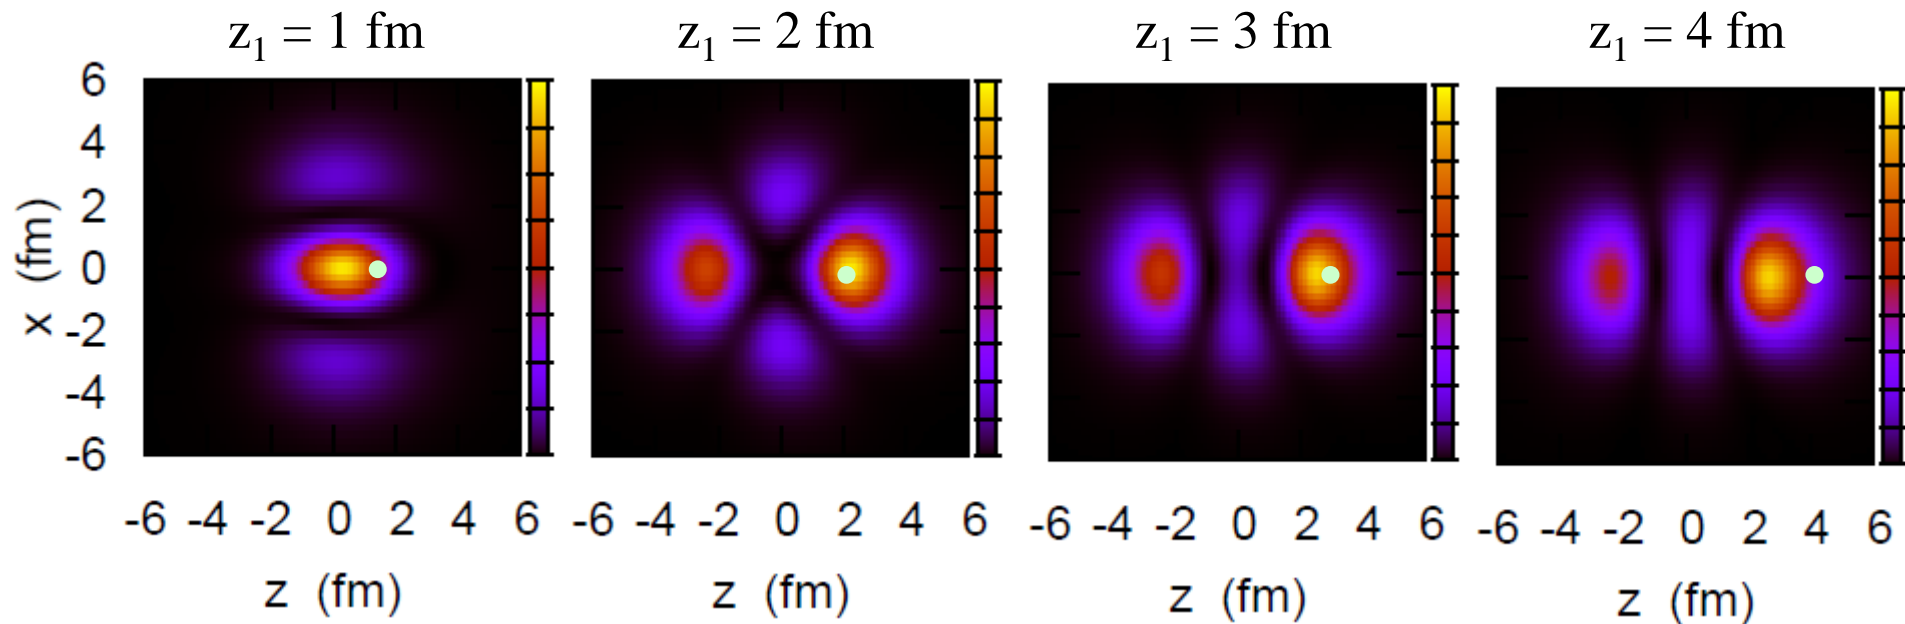 z₁ = 1 fm
z₁ = 2 fm
z₁ = 3 fm
z₁ = 4 fm
x (fm)
6
4
2
0
-2
-4
-6
-6 -4 -2 0 2 4 6
-6 -4 -2 0 2 4 6
-6 -4 -2 0 2 4 6
-6 -4 -2 0 2 4 6
z (fm)
z (fm)
z (fm)
z (fm)